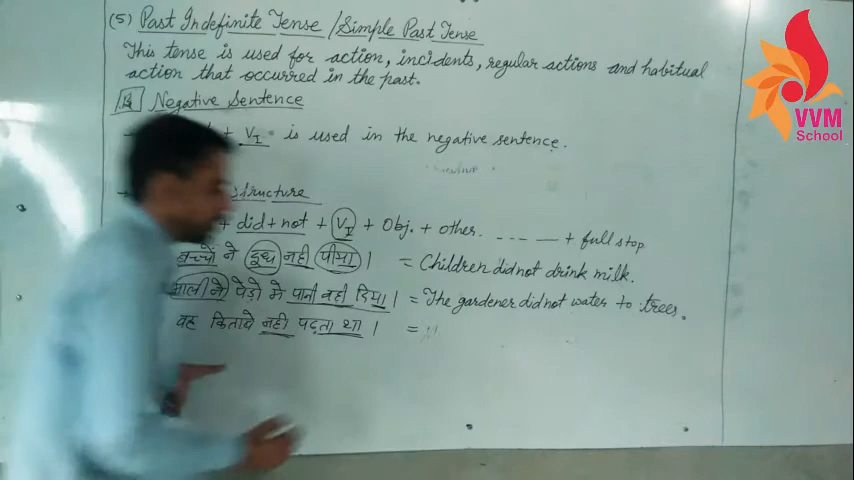 (5) Past Indefinite Tense / Simple Past Tense
This tense is used for action, incidents, regular actions and habitual
action that occurred in the past.
Negative Sentence
+ V₁ is used in the negative sentence.
Structure
+ did + not + V₁ + Obj. + other. --- — + full stop
बच्चों ने दूध नही पीया । = Children did not drink milk.
माली ने पेड़ो मे पानी नही दिया । = The gardener did not water to trees.
वह किताबे नही पढ़ता था । =
VVM
School